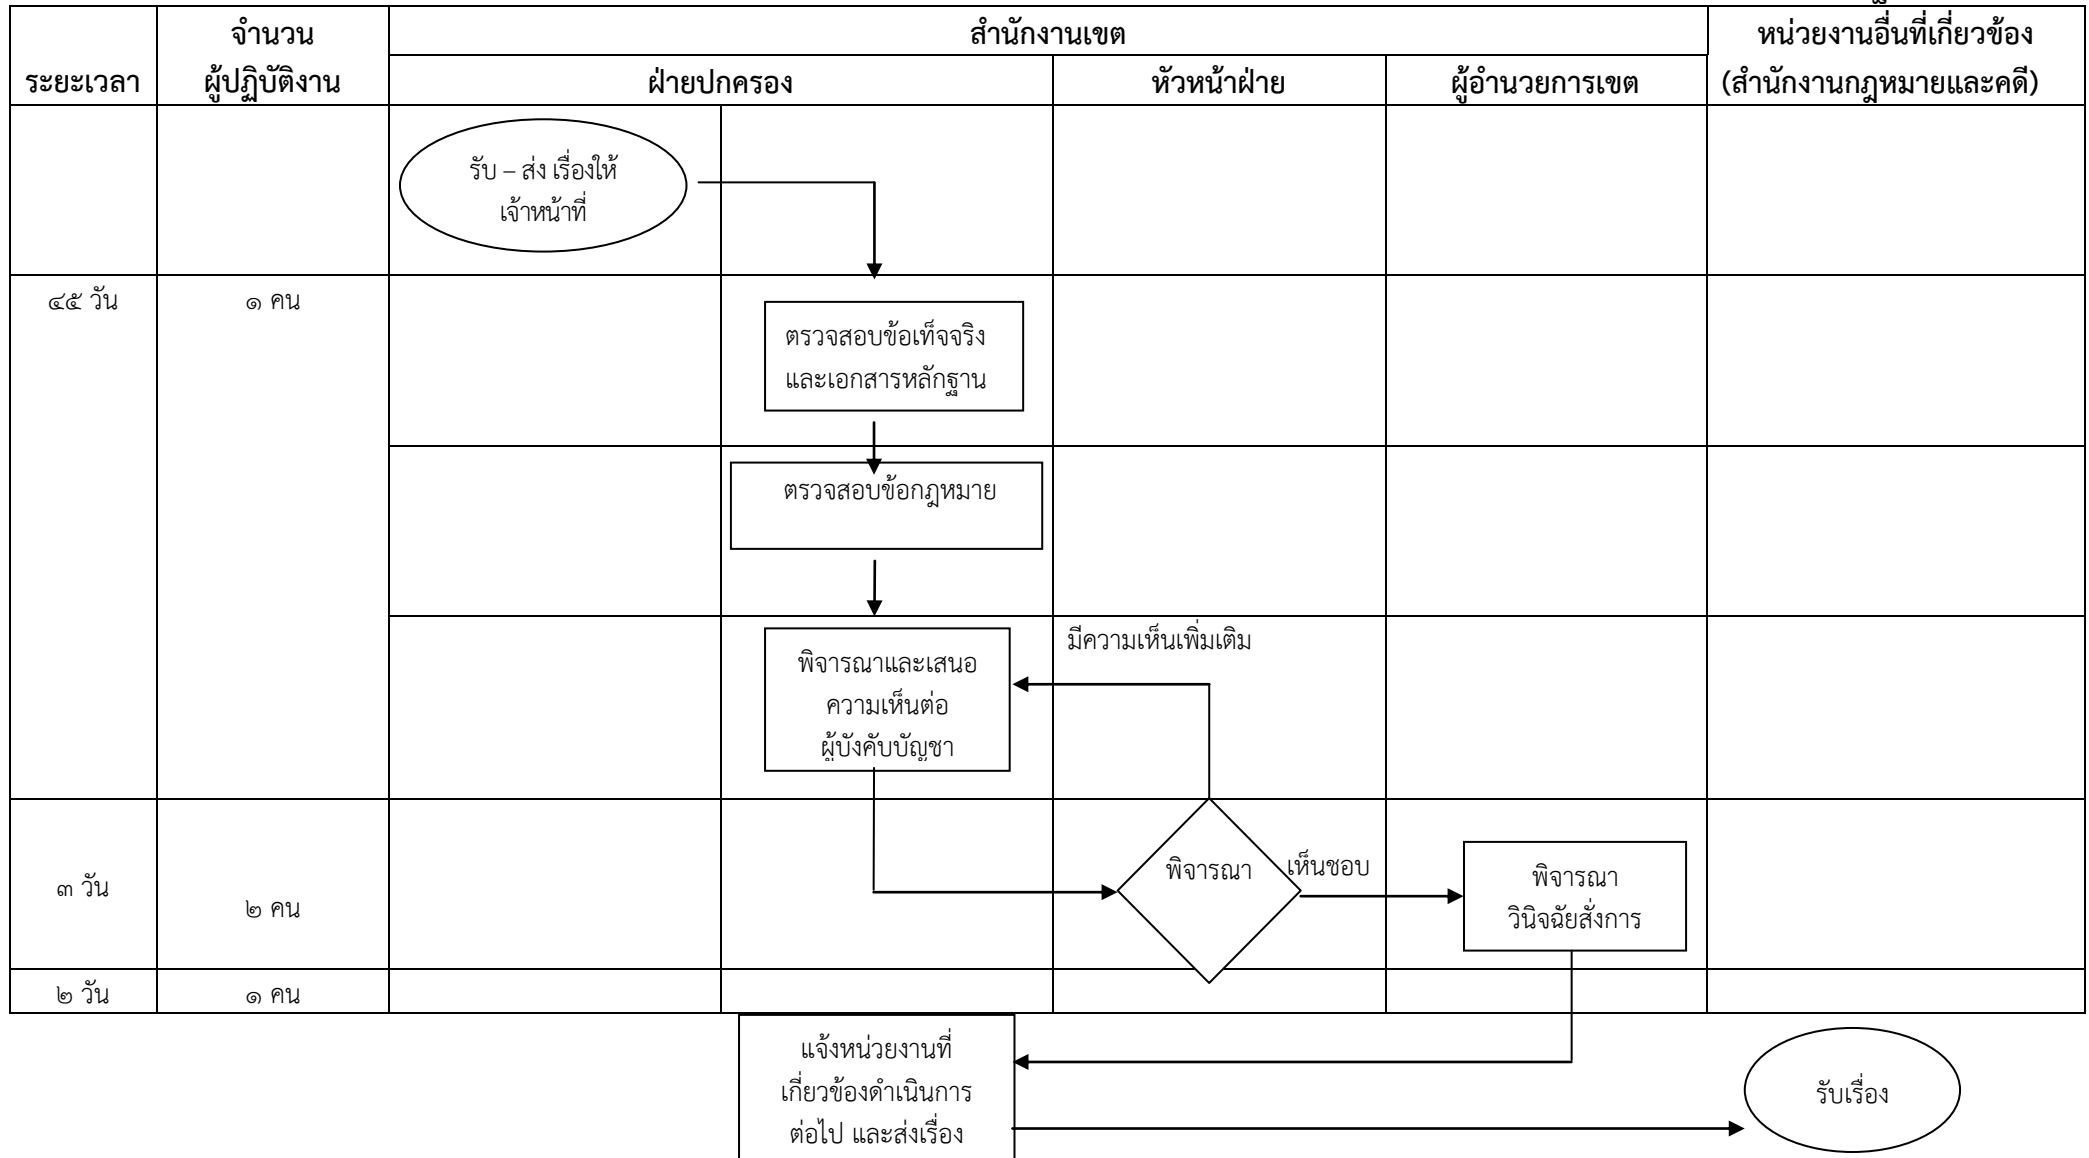 จำนวน
สำนักงานเขต
หน่วยงานอื่นที่เกี่ยวข้อง
ระยะเวลา
ผู้ปฏิบัติงาน
ฝ่ายปกครอง
หัวหน้าฝ่าย
ผู้อำนวยการเขต
(สำนักงานกฎหมายและคดี)
รับ – ส่ง เรื่องให้
เจ้าหน้าที่
๔๕ วัน
๑ คน
ตรวจสอบข้อเท็จจริง
และเอกสารหลักฐาน
ตรวจสอบข้อกฎหมาย
พิจารณาและเสนอ
ความเห็นต่อ
ผู้บังคับบัญชา
มีความเห็นเพิ่มเติม
๓ วัน
๒ คน
พิจารณา
เห็นชอบ
พิจารณา
วินิจฉัยสั่งการ
๒ วัน
๑ คน
แจ้งหน่วยงานที่
เกี่ยวข้องดำเนินการ
ต่อไป และส่งเรื่อง
รับเรื่อง